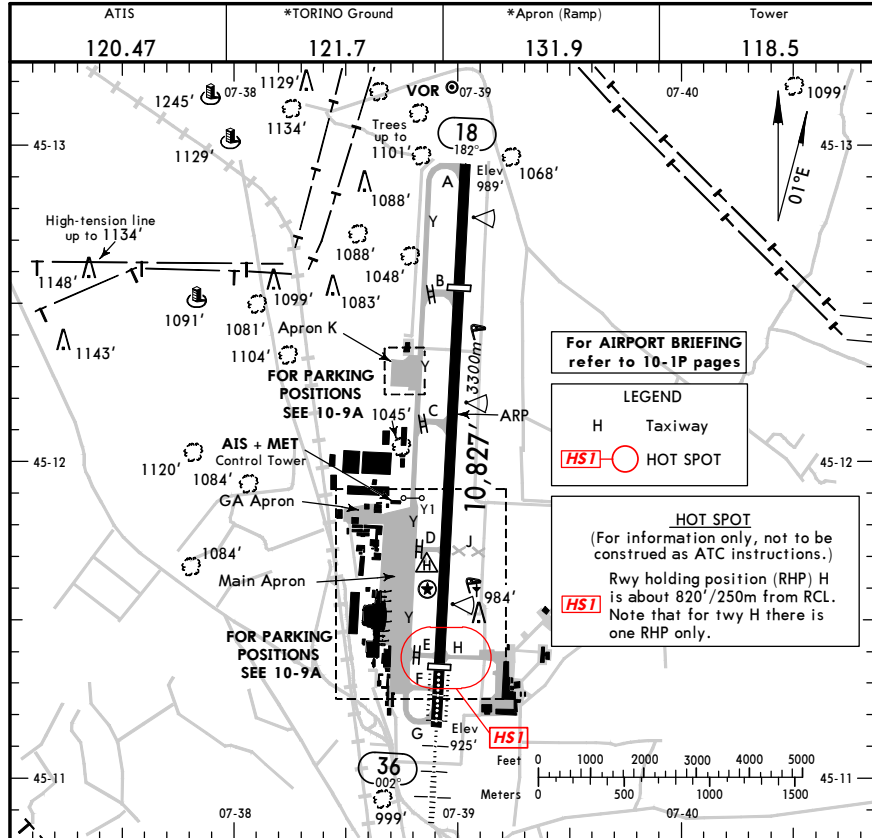 ATIS
120.47
*TORINO Ground
121.7
*Apron (Ramp)
131.9
Tower
118.5
1245'
07-38
1129'
VOR
07-39
07-40
1099'
1134'
Trees
up to
1101'
18
182°
45-13
1129'
45-13
1068'
Elev
989'
A
01°E
1088'
Y
High-tension line
up to 1134'
1088'
1048'
1148'
B
1099'
1083'
1091'
1081'
Apron K
1143'
1104'
Y
3300m
For AIRPORT BRIEFING
refer to 10-1P pages
FOR PARKING
POSITIONS
SEE 10-9A
LEGEND
H Taxiway
HS1 HOT SPOT
C
ARP
1045'
10,827'
AIS + MET
Control Tower
45-12
45-12
1120'
1084'
GA Apron
Y1
Y
HOT SPOT
(For information only, not to be
construed as ATC instructions.)
HS1
Rwy holding position (RHP) H
is about 820'/250m from RCL.
Note that for twy H there is
one RHP only.
D
J
H
1084'
Main Apron
984'
Y
FOR PARKING
POSITIONS
SEE 10-9A
E
H
F
G
Elev
925'
HS1
36
002°
45-11
45-11
Feet 0 1000 2000 3000 4000 5000
Meters 0 500 1000 1500
999'
07-38
07-39
07-40